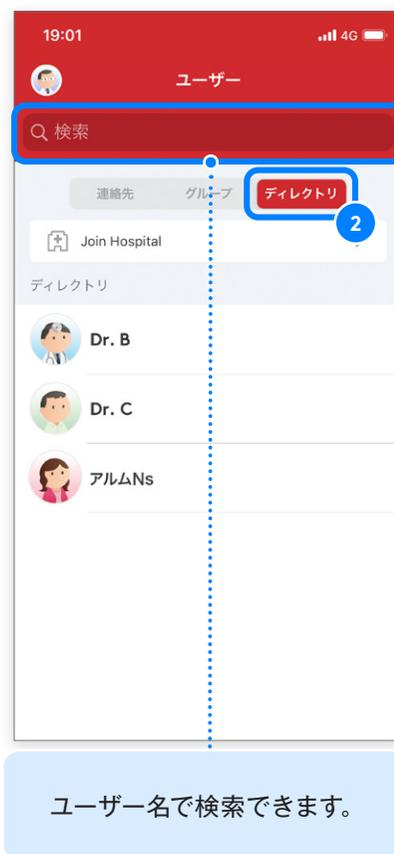 19:01 4G
ユーザー
検索
連絡先 グループ ディレクトリ
2
Join Hospital
ディレクトリ
Dr. B
Dr. C
アルムNs
ユーザー名で検索できます。